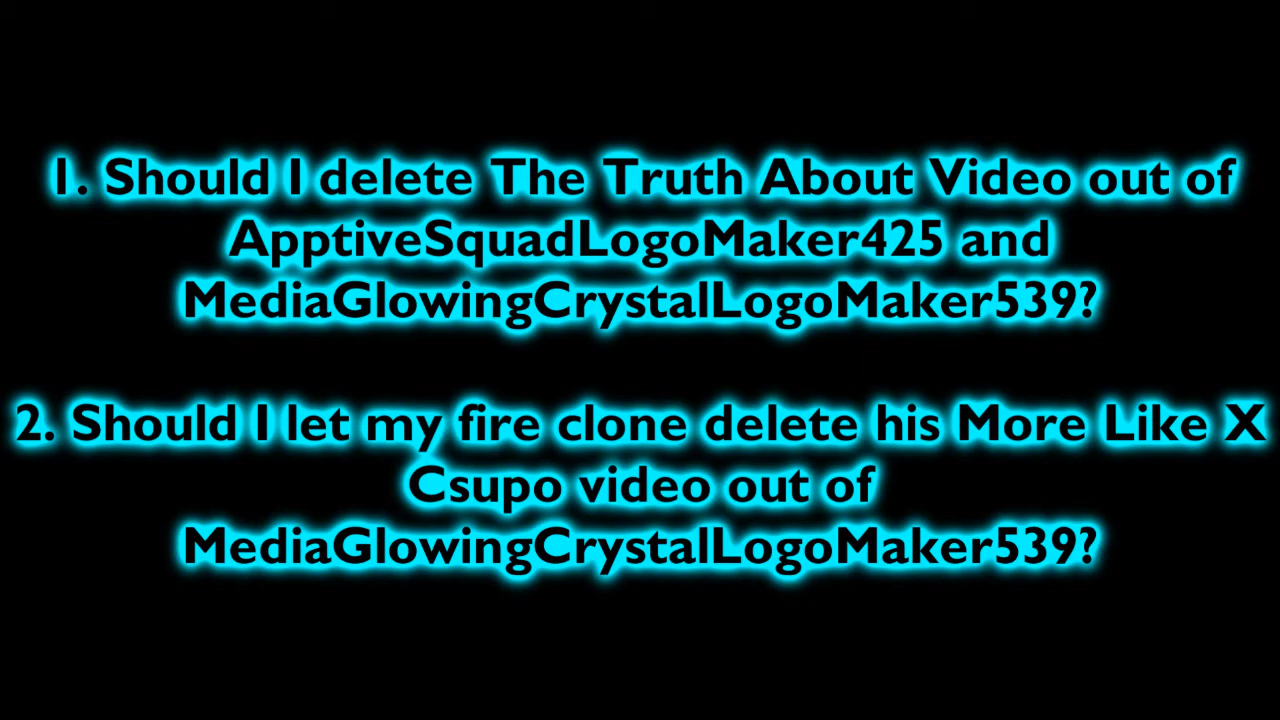 1. Should I delete The Truth About Video out of
ApptiveSquadLogoMaker425 and
MediaGlowingCrystalLogoMaker539?
2. Should I let my fire clone delete his More Like X
Csupo video out of
MediaGlowingCrystalLogoMaker539?